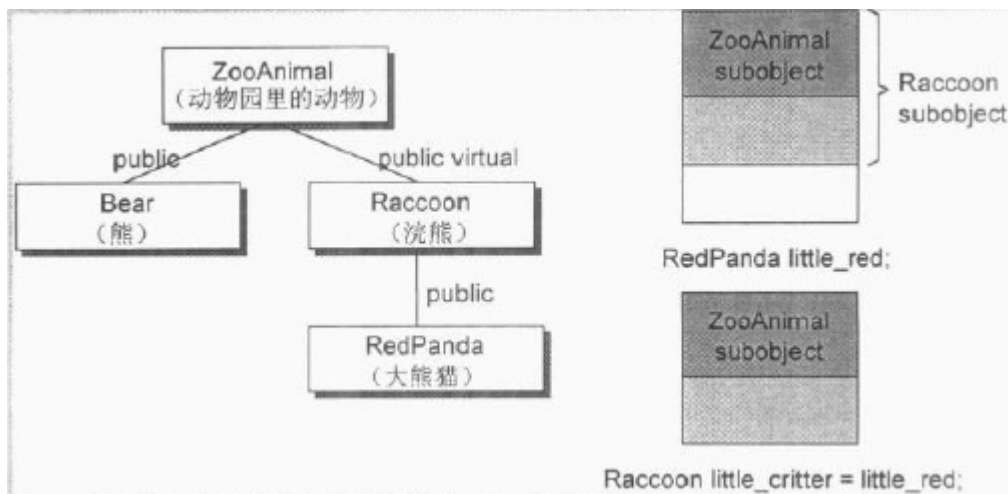 ZooAnimal
(动物园里的动物)
public
public virtual
Bear
(熊)
Raccoon
(浣熊)
public
RedPanda
(大熊猫)
ZooAnimal
subobject
Raccoon
subobject
RedPanda little_red;
ZooAnimal
subobject
Raccoon little_critter = little_red;